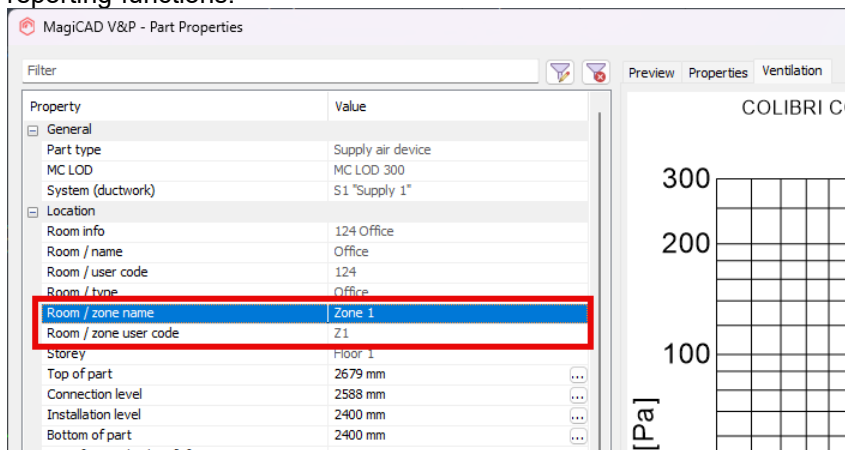 reporting functions.
MagiCAD V&P - Part Properties
Filter
Preview Properties Ventilation
Property Value
General
Part type Supply air device
MC LOD MC LOD 300
System (ductwork) S1 "Supply 1"
Location
Room info 124 Office
Room / name Office
Room / user code 124
Room / type Office
Room / zone name Zone 1
Room / zone user code Z1
Storey Floor 1
Top of part 2679 mm ...
Connection level 2588 mm ...
Installation level 2400 mm ...
Bottom of part 2400 mm ...
COLIBRI
300
200
100
[Pa]